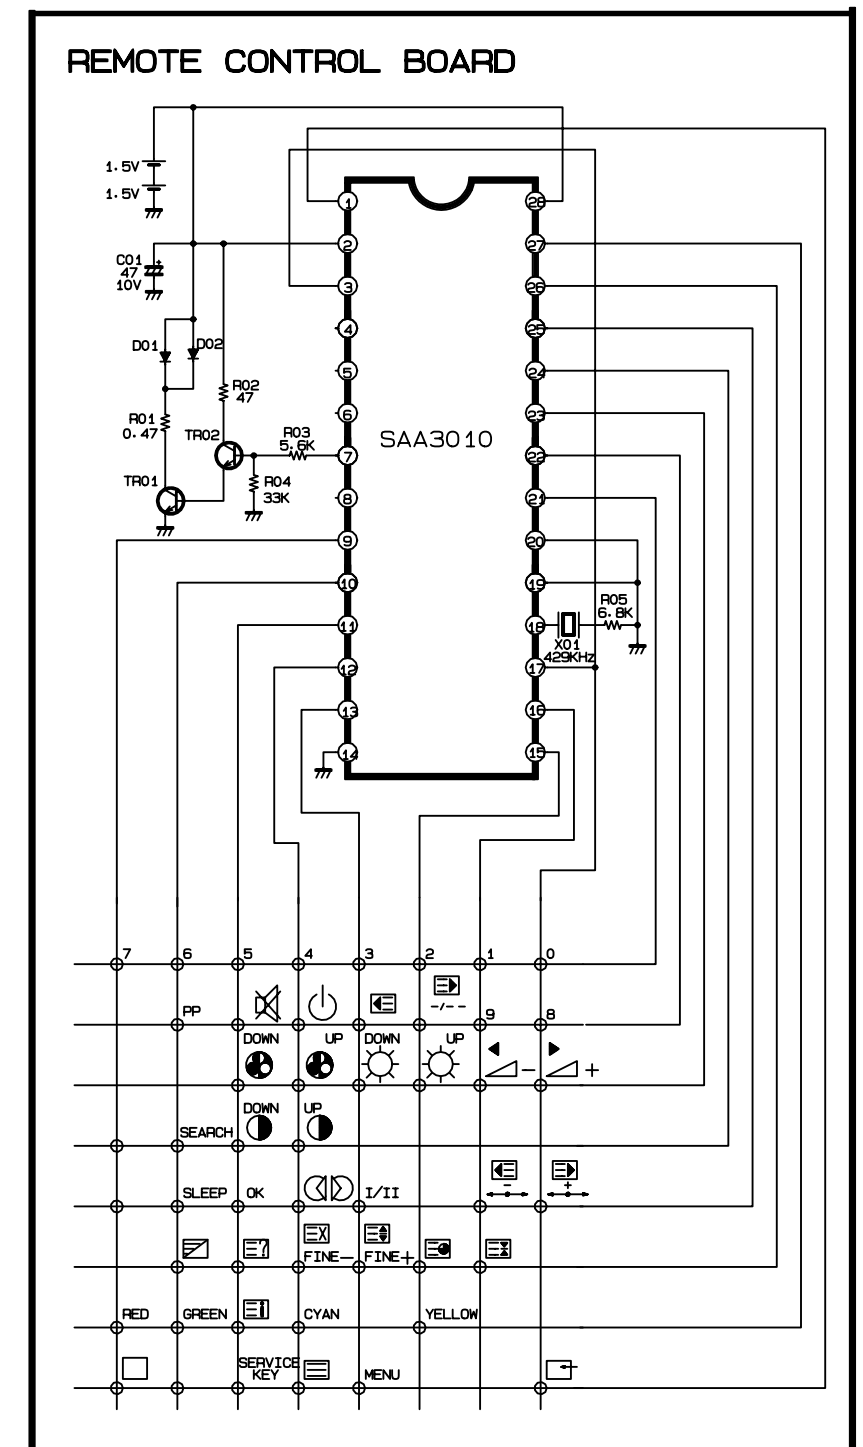 REMOTE CONTROL BOARD
1.5V
1.5V
C01
47
10V
D01
D02
R01
0.47
R02
47
TR02
TR01
R03
5.6K
R04
33K
SAA3010
1
2
3
4
5
6
7
8
9
10
11
12
13
14
28
27
26
25
24
23
22
21
20
19
18
17
16
15
R05
6.8K
X01
429KHz
7 6 5 4 3 2 1 0
PP -/-- 9 8
DOWN UP DOWN UP - +
SEARCH DOWN UP
SLEEP OK I/II - +
? X
FINE- FINE+
RED GREEN i CYAN YELLOW
SERVICE
KEY
MENU